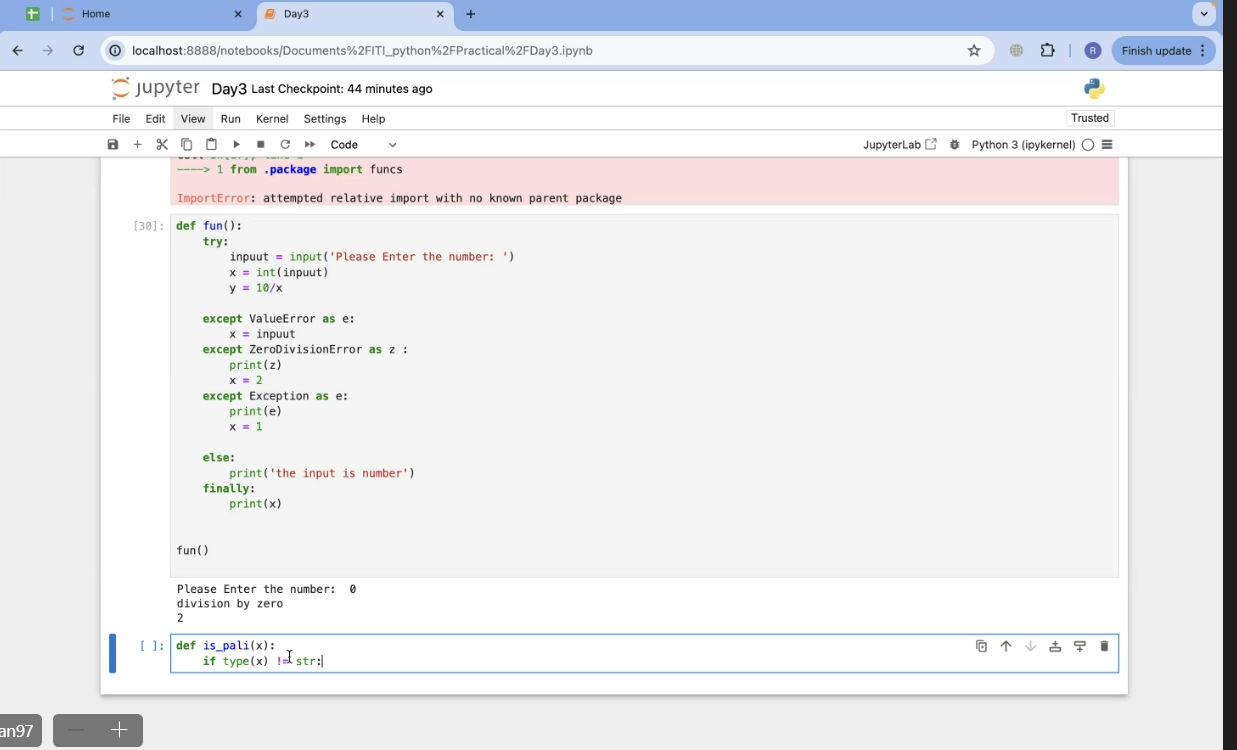 Home
Day3
localhost:8888/notebooks/Documents%2FITI_python%2FPractical%2FDay3.ipynb
R
Finish update
jupyter Day3 Last Checkpoint: 44 minutes ago
File Edit View Run Kernel Settings Help
Trusted
Code
JupyterLab
Python 3 (ipykernel)
----> 1 from .package import funcs
ImportError: attempted relative import with no known parent package
[30]:
def fun():
    try:
        inpuut = input('Please Enter the number: ')
        x = int(inpuut)
        y = 10/x
    except ValueError as e:
        x = inpuut
    except ZeroDivisionError as z :
        print(z)
        x = 2
    except Exception as e:
        print(e)
        x = 1
    else:
        print('the input is number')
    finally:
        print(x)
fun()
Please Enter the number:  0
division by zero
2
[ ]:
def is_pali(x):
    if type(x) != str:
an97